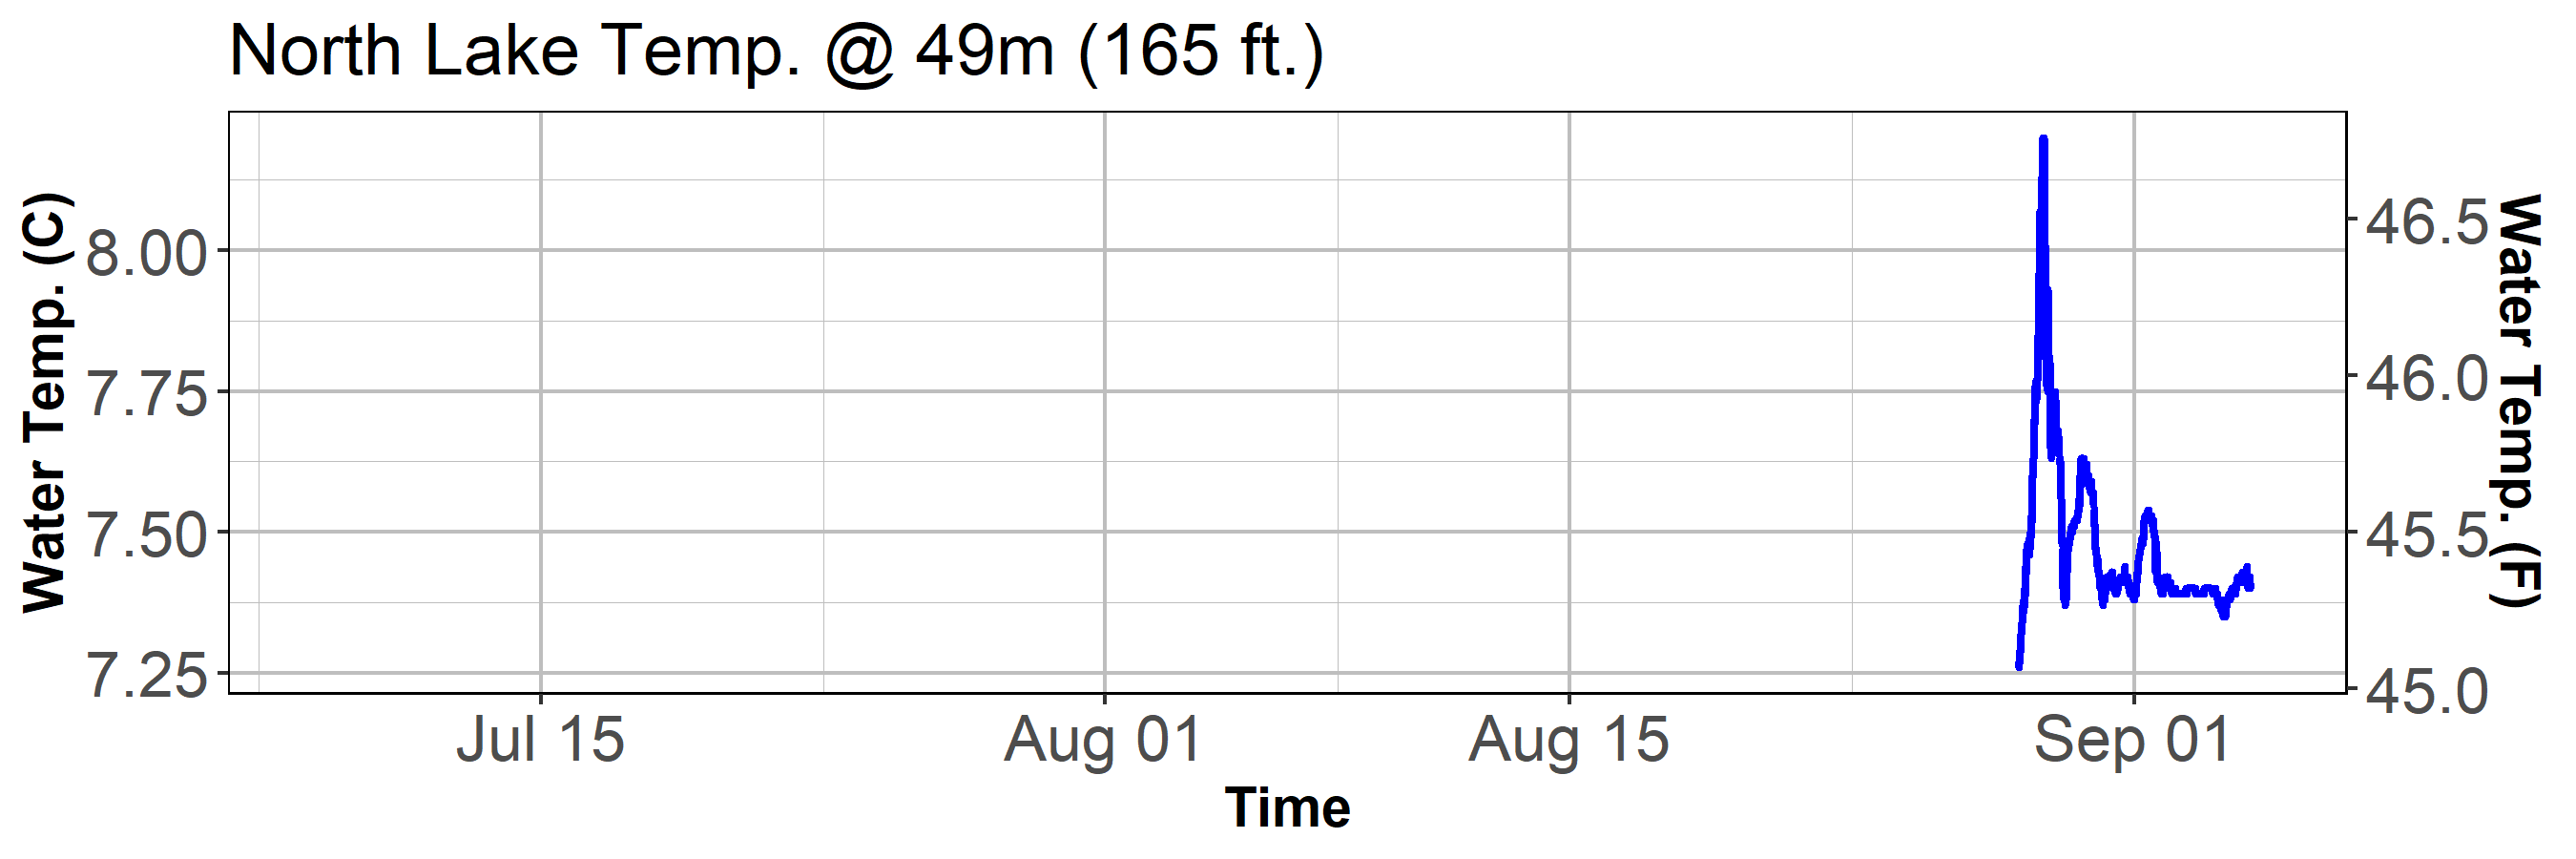 North Lake Temp. @ 49m (165 ft.)
Water Temp. (C)
8.00
7.75
7.50
7.25
46.5
46.0
45.5
45.0
Water Temp. (F)
Jul 15 Aug 01 Aug 15 Sep 01
Time